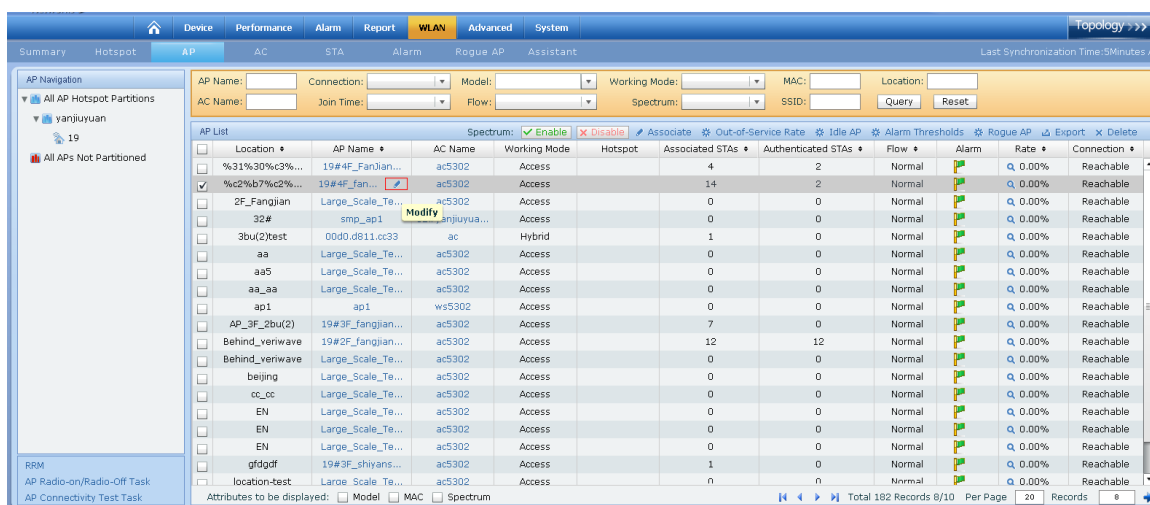 Device Performance Alarm Report WLAN Advanced System Topology >>>
Summary Hotspot AP AC STA Alarm Rogue AP Assistant Last Synchronization Time:5Minutes
AP Navigation
All AP Hotspot Partitions
yanjiuyuan
19
All APs Not Partitioned
RRM
AP Radio-on/Radio-Off Task
AP Connectivity Test Task
AP Name: Connection: Model: Working Mode: MAC: Location:
AC Name: Join Time: Flow: Spectrum: SSID: Query Reset
AP List Spectrum: Enable Disable Associate Out-of-Service Rate Idle AP Alarm Thresholds Rogue AP Export Delete
Location AP Name AC Name Working Mode Hotspot Associated STAs Authenticated STAs Flow Alarm Rate Connection
%31%30%c3%... 19#4F_FanJian... ac5302 Access 4 2 Normal 0.00% Reachable
%c2%b7%c2%... 19#4F_fan... ac5302 Access 14 2 Normal 0.00% Reachable
2F_Fangjian Large_Scale_Te... ac5302 Access 0 0 Normal 0.00% Reachable
Modify
32# smp_ap1 anjiuyua... Access 0 0 Normal 0.00% Reachable
3bu(2)test 00d0.d811.cc33 ac Hybrid 1 0 Normal 0.00% Reachable
aa Large_Scale_Te... ac5302 Access 0 0 Normal 0.00% Reachable
aa5 Large_Scale_Te... ac5302 Access 0 0 Normal 0.00% Reachable
aa_aa Large_Scale_Te... ac5302 Access 0 0 Normal 0.00% Reachable
ap1 ap1 ws5302 Access 0 0 Normal 0.00% Reachable
AP_3F_2bu(2) 19#3F_fangjian... ac5302 Access 7 0 Normal 0.00% Reachable
Behind_veriwave 19#2F_fangjian... ac5302 Access 12 12 Normal 0.00% Reachable
Behind_veriwave Large_Scale_Te... ac5302 Access 0 0 Normal 0.00% Reachable
beijing Large_Scale_Te... ac5302 Access 0 0 Normal 0.00% Reachable
cc_cc Large_Scale_Te... ac5302 Access 0 0 Normal 0.00% Reachable
EN Large_Scale_Te... ac5302 Access 0 0 Normal 0.00% Reachable
EN Large_Scale_Te... ac5302 Access 0 0 Normal 0.00% Reachable
EN Large_Scale_Te... ac5302 Access 0 0 Normal 0.00% Reachable
gfdgdf 19#3F_shiyans... ac5302 Access 1 0 Normal 0.00% Reachable
location-test Large_Scale_Te... ac5302 Access 0 0 Normal 0.00% Reachable
Attributes to be displayed: Model MAC Spectrum Total 182 Records 8/10 Per Page 20 Records 8